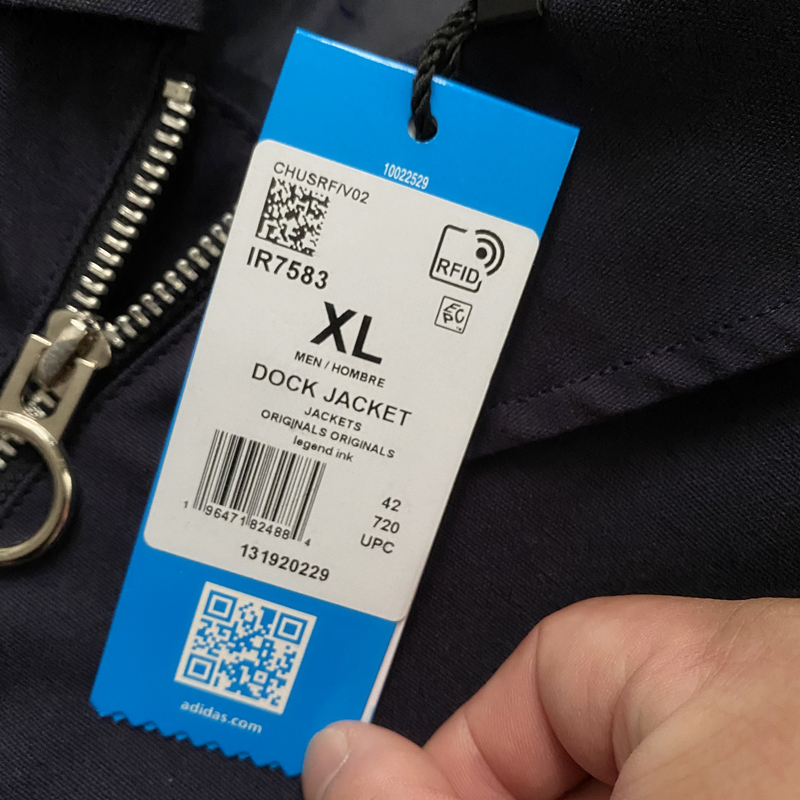 10022529
CHUSRF/V02
IR7583
RFID
EPC
XL
MEN / HOMBRE
DOCK JACKET
JACKETS
ORIGINALS ORIGINALS
legend ink
42
720
UPC
1 96471 82488 4
131920229
adidas.com